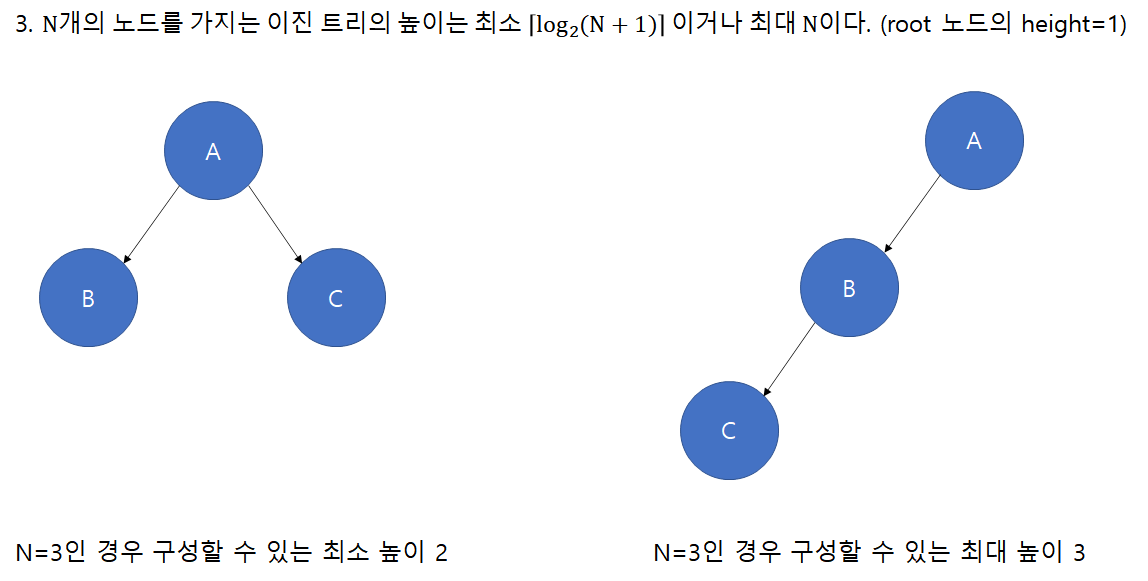 3. N개의 노드를 가지는 이진 트리의 높이는 최소 ⌈log₂(N + 1)⌉ 이거나 최대 N이다. (root 노드의 height=1)
A
B
C
N=3인 경우 구성할 수 있는 최소 높이 2
A
B
C
N=3인 경우 구성할 수 있는 최대 높이 3